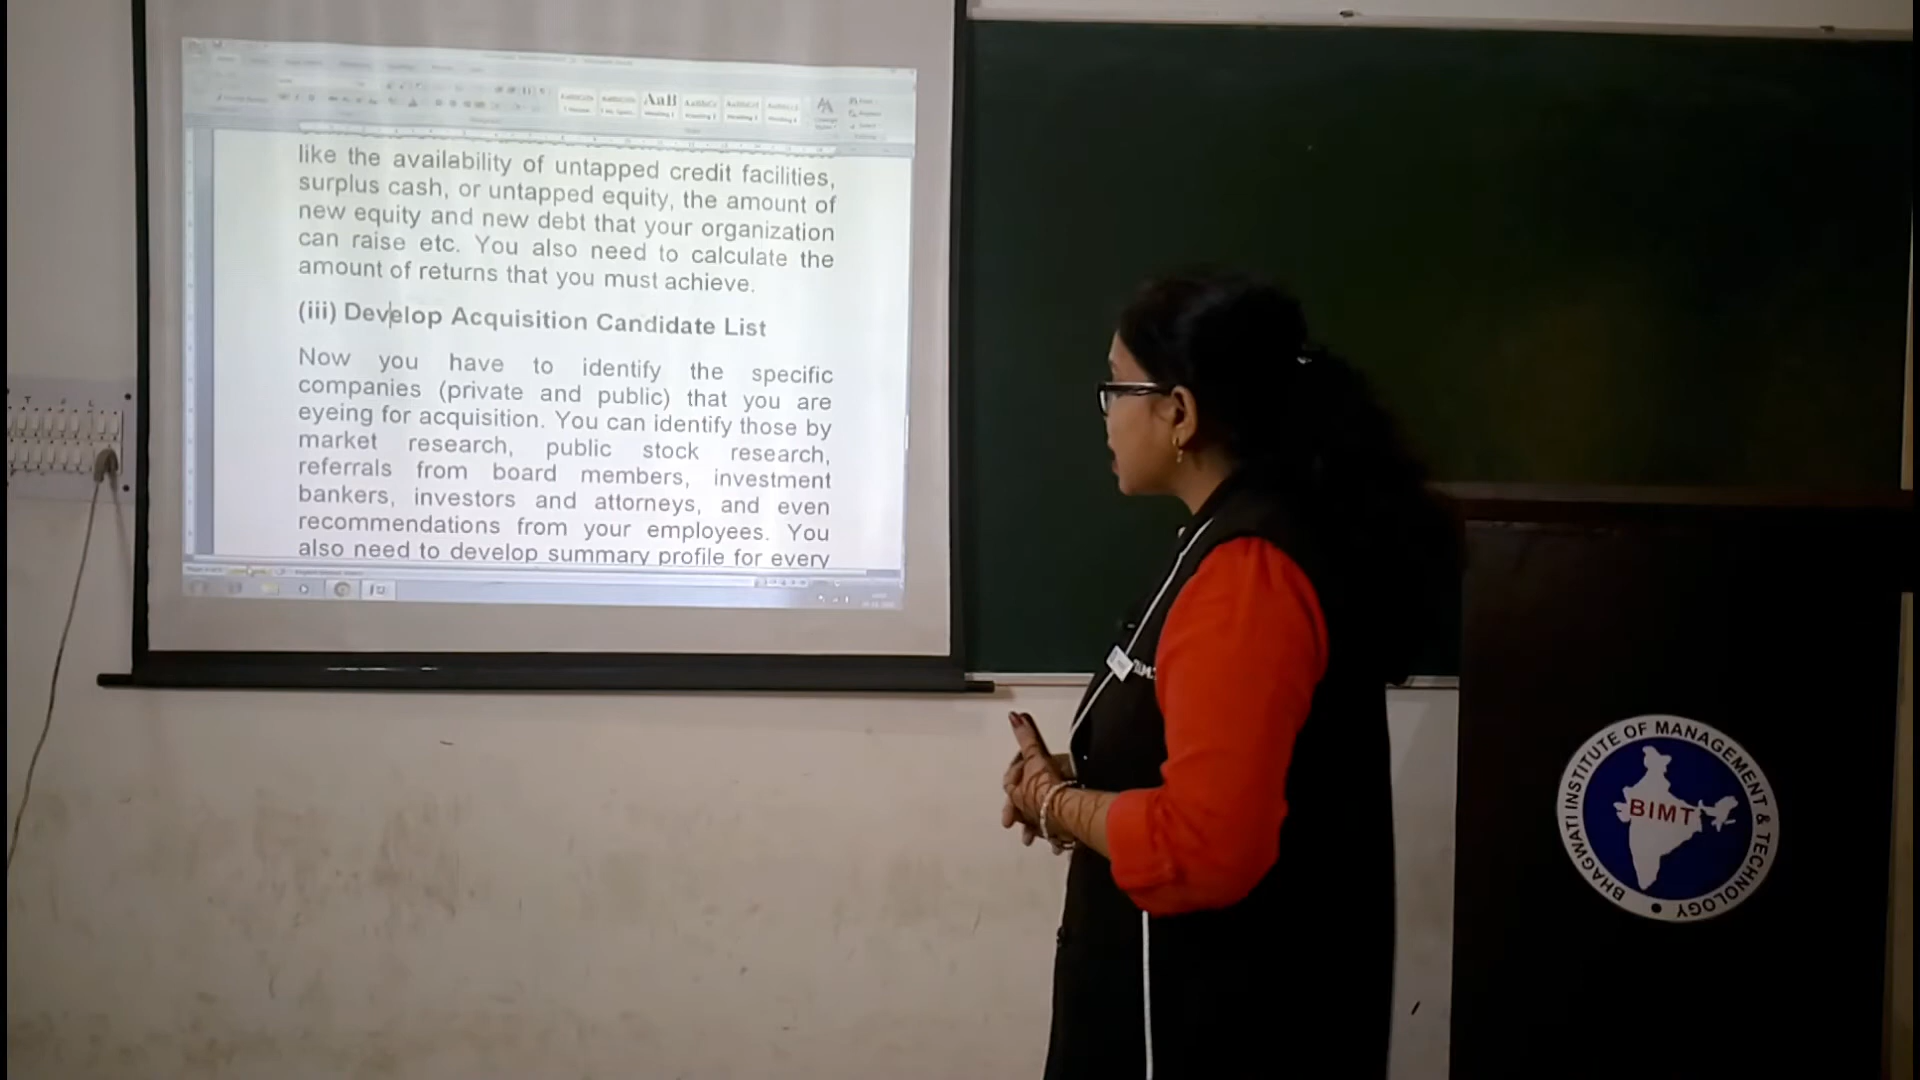 AaB
like the availability of untapped credit facilities,
surplus cash, or untapped equity, the amount of
new equity and new debt that your organization
can raise etc. You also need to calculate the
amount of returns that you must achieve.
(iii) Develop Acquisition Candidate List
Now you have to identify the specific
companies (private and public) that you are
eyeing for acquisition. You can identify those by
market research, public stock research,
referrals from board members, investment
bankers, investors and attorneys, and even
recommendations from your employees. You
also need to develop summary profile for every
BHAGWATI INSTITUTE OF MANAGEMENT & TECHNOLOGY
BIMT